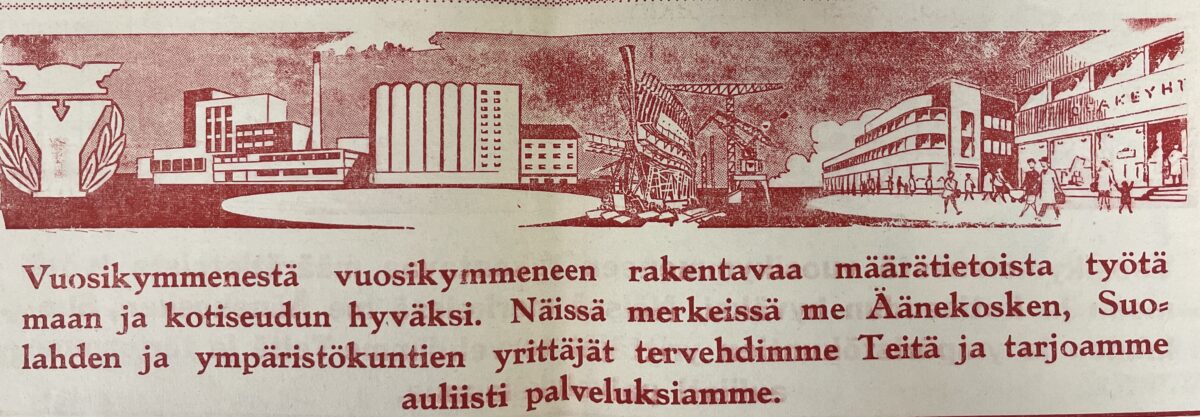 AKEYHT
Vuosikymmenestä vuosikymmeneen rakentavaa määrätietoista työtä
maan ja kotiseudun hyväksi. Näissä merkeissä me Äänekosken, Suo=
lahden ja ympäristökuntien yrittäjät tervehdimme Teitä ja tarjoamme
auliisti palveluksiamme.